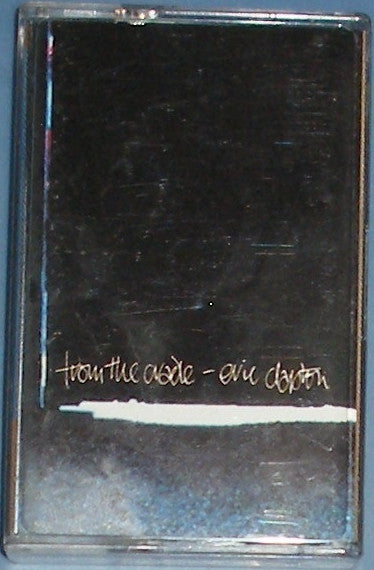 from the cradle - eric clapton